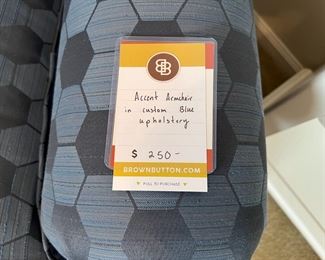 BB
Accent Armchair
in custom Blue
upholstery
$ 250-
BROWNBUTTON.COM
PULL TO PURCHASE